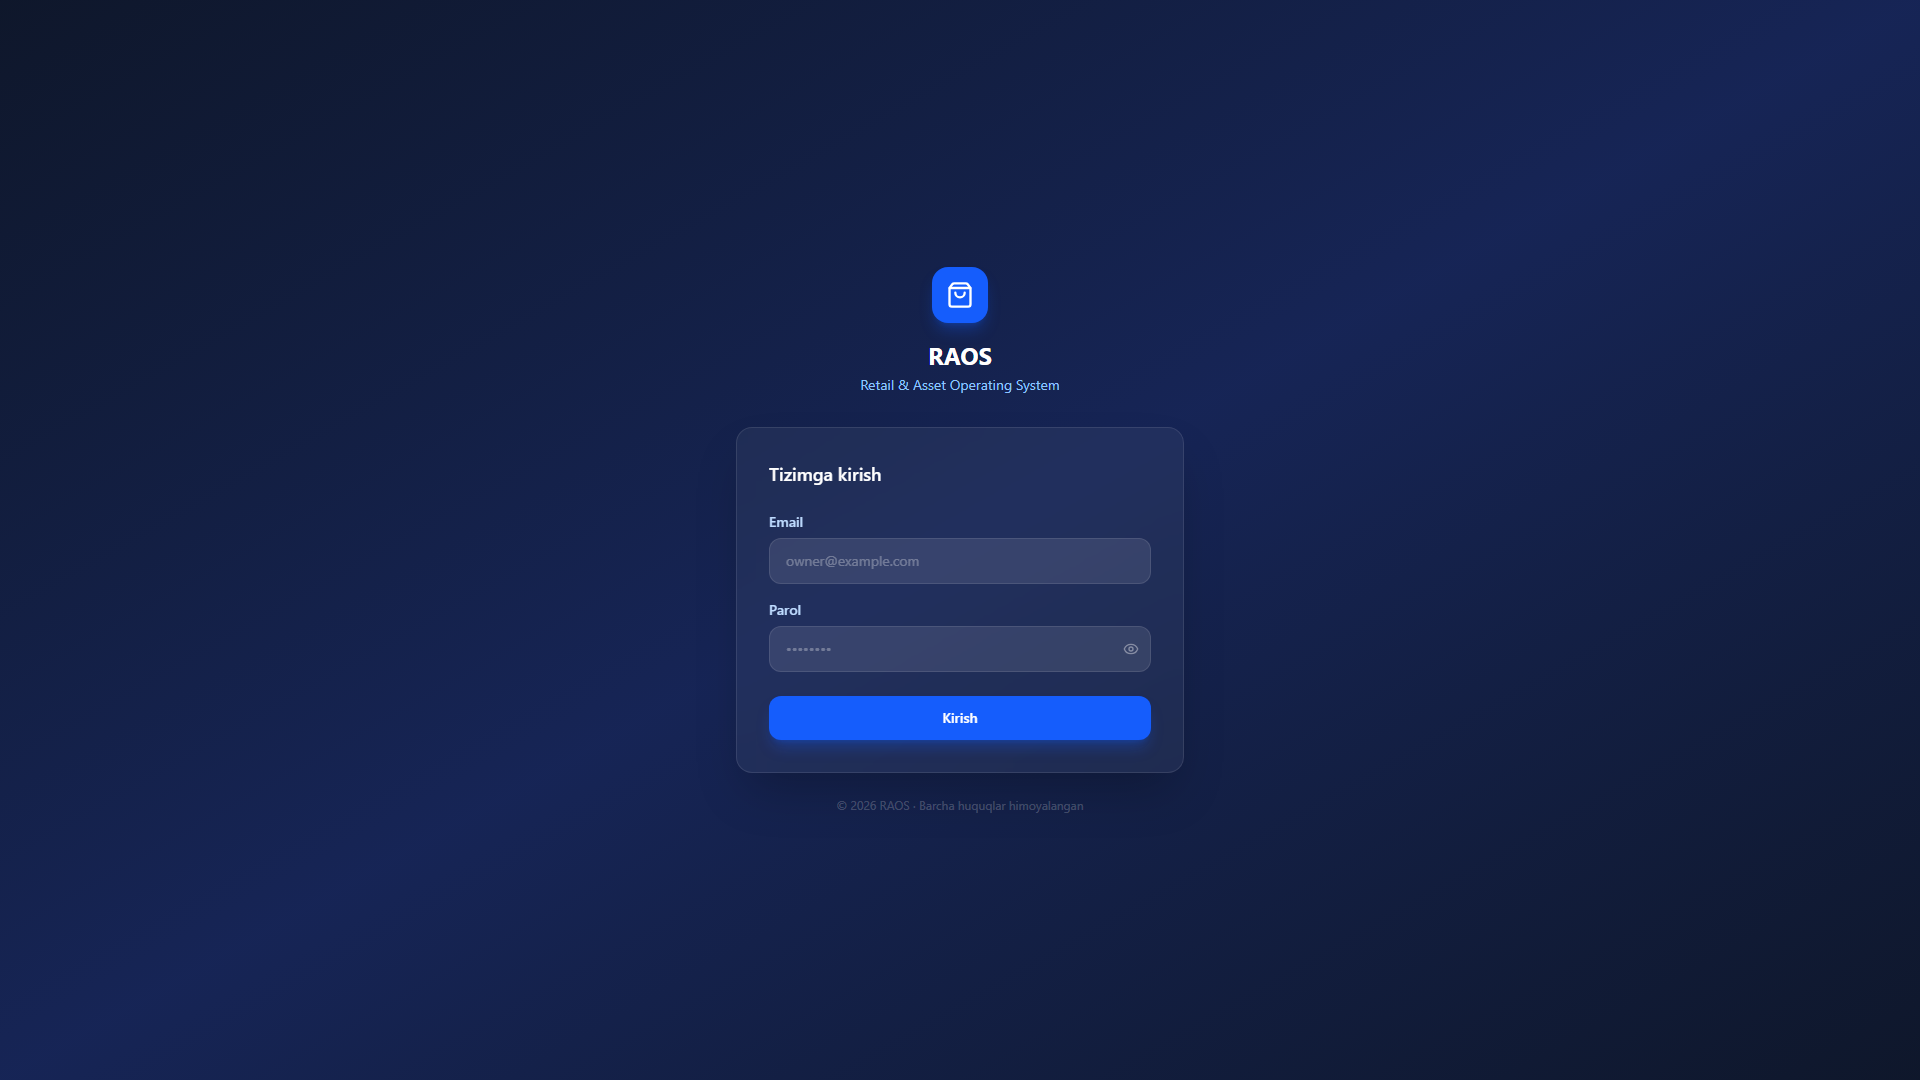 RAOS
Retail & Asset Operating System
Tizimga kirish
Email
owner@example.com
Parol
••••••••
Kirish
© 2026 RAOS · Barcha huquqlar himoyalangan